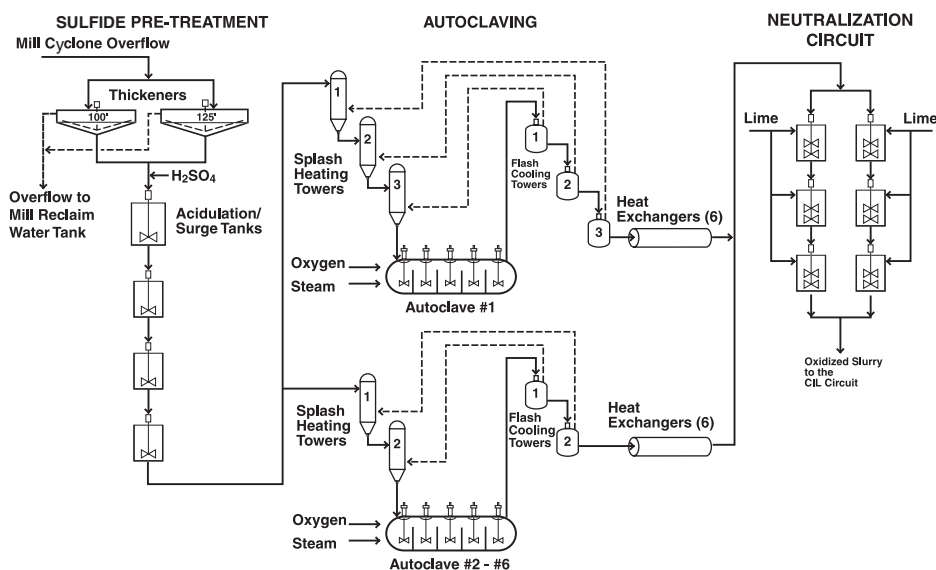 SULFIDE PRE-TREATMENT
Mill Cyclone Overflow
Thickeners
100'
125'
H₂SO₄
Overflow to
Mill Reclaim
Water Tank
Acidulation/
Surge Tanks
AUTOCLAVING
1
2
3
Splash
Heating
Towers
1
2
3
Flash
Cooling
Towers
Heat
Exchangers (6)
Oxygen
Steam
Autoclave #1
1
2
Splash
Heating
Towers
1
2
Flash
Cooling
Towers
Heat
Exchangers (6)
Oxygen
Steam
Autoclave #2 - #6
NEUTRALIZATION
CIRCUIT
Lime
Lime
Oxidized Slurry
to the
CIL Circuit